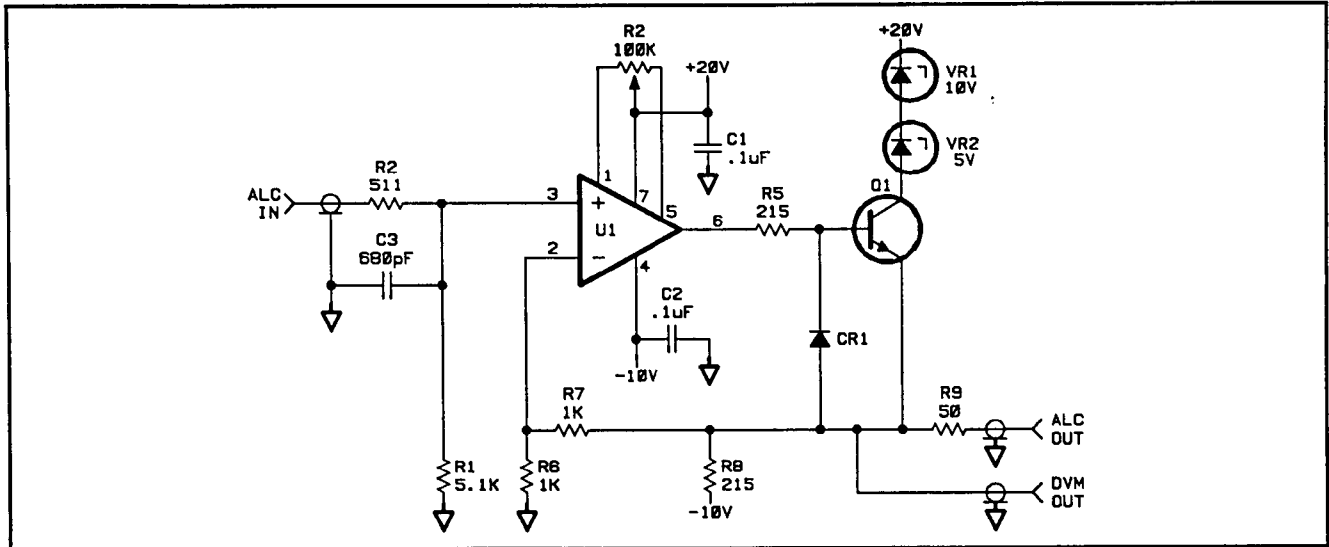 R2
100K
+20V
+20V
VR1
10V
VR2
5V
C1
.1uF
ALC
IN
R2
511
C3
680pF
1
7
5
3
+
U1
2
−
4
6
R5
215
Q1
C2
.1uF
-10V
CR1
R7
1K
R9
50
ALC
OUT
R1
5.1K
R6
1K
R8
215
-10V
DVM
OUT